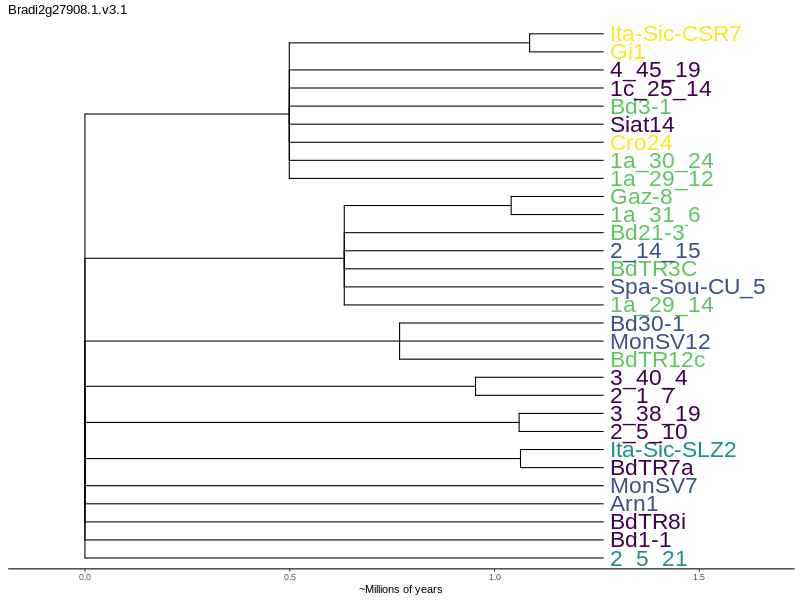 Bradi2g27908.1.v3.1
Ita-Sic-CSR7
Gi1
4_45_19
1c_25_14
Bd3-1
Siat14
Cro24
1a_30_24
1a_29_12
Gaz-8
1a_31_6
Bd21-3
2_14_15
BdTR3C
Spa-Sou-CU_5
1a_29_14
Bd30-1
MonSV12
BdTR12c
3_40_4
2_1_7
3_38_19
2_5_10
Ita-Sic-SLZ2
BdTR7a
MonSV7
Arn1
BdTR8i
Bd1-1
2_5_21
0.0 0.5 1.0 1.5
~Millions of years